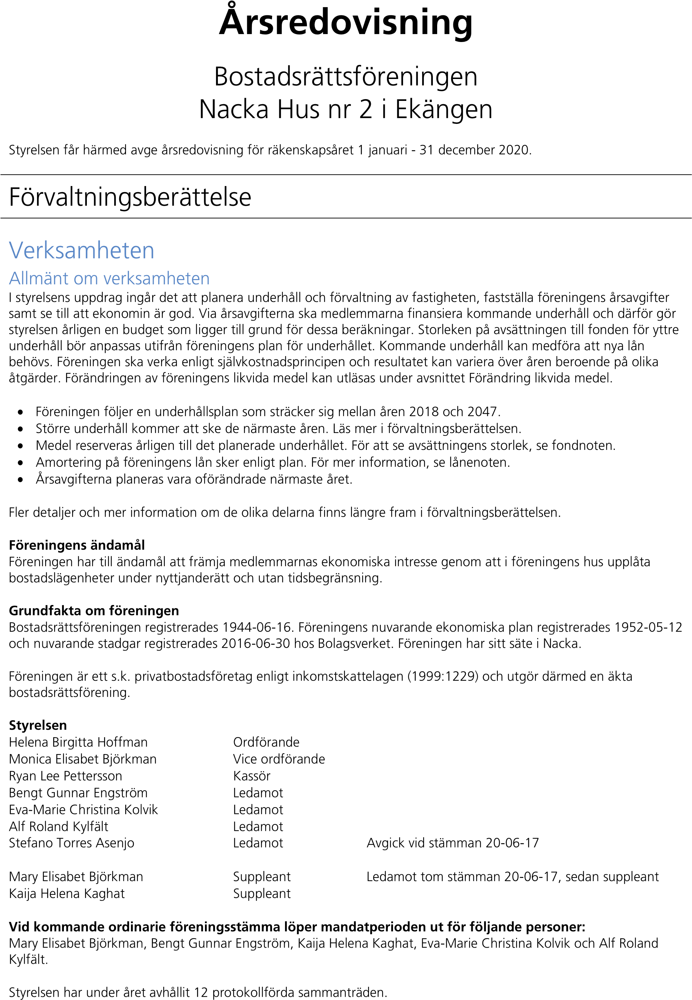 Årsredovisning
Bostadsrättsföreningen
Nacka Hus nr 2 i Ekängen
Styrelsen får härmed avge årsredovisning för räkenskapsåret 1 januari - 31 december 2020.
Förvaltningsberättelse
Verksamheten
Allmänt om verksamheten
I styrelsens uppdrag ingår det att planera underhåll och förvaltning av fastigheten, fastställa föreningens årsavgifter
samt se till att ekonomin är god. Via årsavgifterna ska medlemmarna finansiera kommande underhåll och därför gör
styrelsen årligen en budget som ligger till grund för dessa beräkningar. Storleken på avsättningen till fonden för yttre
underhåll bör anpassas utifrån föreningens plan för underhållet. Kommande underhåll kan medföra att nya lån
behövs. Föreningen ska verka enligt självkostnadsprincipen och resultatet kan variera över åren beroende på olika
åtgärder. Förändringen av föreningens likvida medel kan utläsas under avsnittet Förändring likvida medel.
• Föreningen följer en underhållsplan som sträcker sig mellan åren 2018 och 2047.
• Större underhåll kommer att ske de närmaste åren. Läs mer i förvaltningsberättelsen.
• Medel reserveras årligen till det planerade underhållet. För att se avsättningens storlek, se fondnoten.
• Amortering på föreningens lån sker enligt plan. För mer information, se lånenoten.
• Årsavgifterna planeras vara oförändrade närmaste året.
Fler detaljer och mer information om de olika delarna finns längre fram i förvaltningsberättelsen.
Föreningens ändamål
Föreningen har till ändamål att främja medlemmarnas ekonomiska intresse genom att i föreningens hus upplåta
bostadslägenheter under nyttjanderätt och utan tidsbegränsning.
Grundfakta om föreningen
Bostadsrättsföreningen registrerades 1944-06-16. Föreningens nuvarande ekonomiska plan registrerades 1952-05-12
och nuvarande stadgar registrerades 2016-06-30 hos Bolagsverket. Föreningen har sitt säte i Nacka.
Föreningen är ett s.k. privatbostadsföretag enligt inkomstskattelagen (1999:1229) och utgör därmed en äkta
bostadsrättsförening.
Styrelsen
Helena Birgitta Hoffman Ordförande
Monica Elisabet Björkman Vice ordförande
Ryan Lee Pettersson Kassör
Bengt Gunnar Engström Ledamot
Eva-Marie Christina Kolvik Ledamot
Alf Roland Kylfält Ledamot
Stefano Torres Asenjo Ledamot Avgick vid stämman 20-06-17
Mary Elisabet Björkman Suppleant Ledamot tom stämman 20-06-17, sedan suppleant
Kaija Helena Kaghat Suppleant
Vid kommande ordinarie föreningsstämma löper mandatperioden ut för följande personer:
Mary Elisabet Björkman, Bengt Gunnar Engström, Kaija Helena Kaghat, Eva-Marie Christina Kolvik och Alf Roland
Kylfält.
Styrelsen har under året avhållit 12 protokollförda sammanträden.